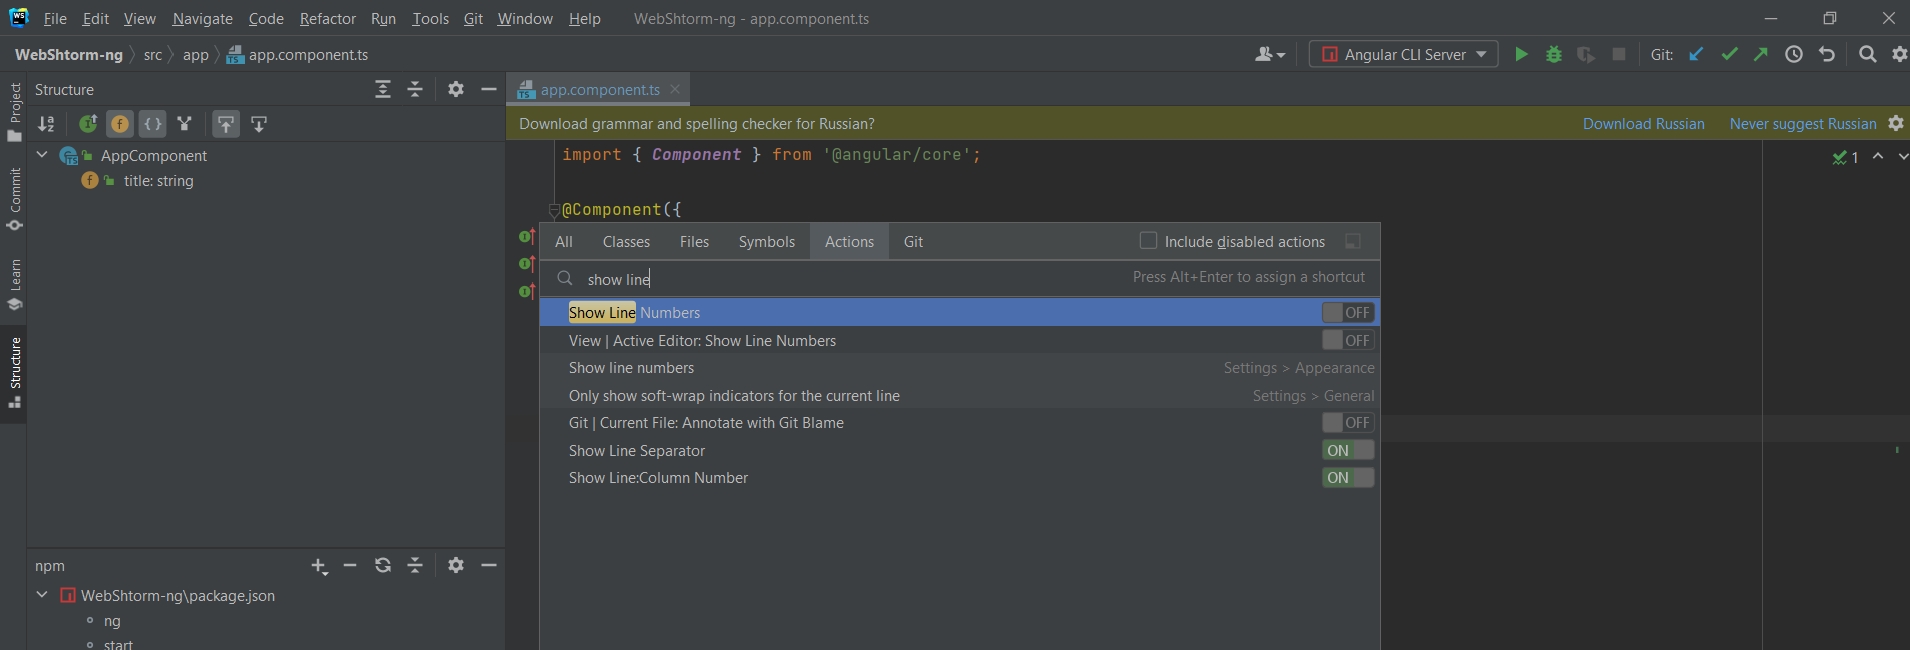 WS File Edit View Navigate Code Refactor Run Tools Git Window Help WebShtorm-ng - app.component.ts
WebShtorm-ng src app TS app.component.ts Angular CLI Server Git:
Project
Commit
Learn
Structure
Structure
AppComponent
title: string
npm
WebShtorm-ng\package.json
ng
start
app.component.ts
Download grammar and spelling checker for Russian? Download Russian Never suggest Russian
import { Component } from '@angular/core';
1
@Component({
All Classes Files Symbols Actions Git Include disabled actions
show line Press Alt+Enter to assign a shortcut
Show Line Numbers OFF
View | Active Editor: Show Line Numbers OFF
Show line numbers Settings > Appearance
Only show soft-wrap indicators for the current line Settings > General
Git | Current File: Annotate with Git Blame OFF
Show Line Separator ON
Show Line:Column Number ON